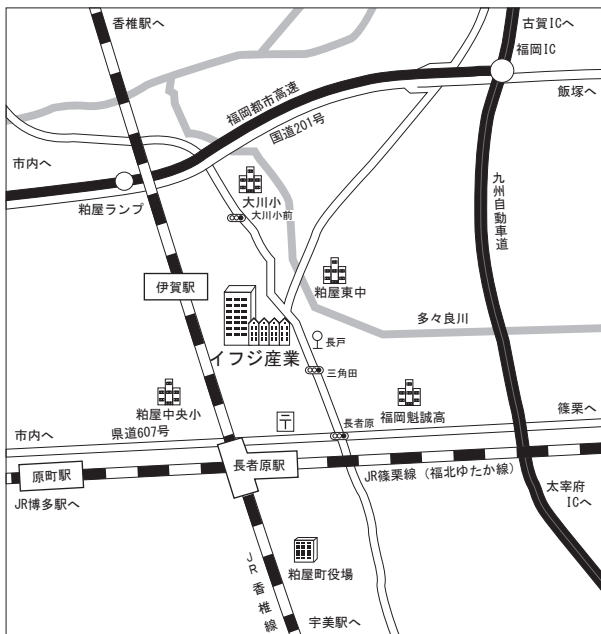 香椎駅へ
古賀ICへ
福岡IC
福岡都市高速
飯塚へ
国道201号
市内へ
粕屋ランプ
大川小
大川小前
九州自動車道
伊賀駅
粕屋東中
多々良川
長戸
イフジ産業
三角田
粕屋中央小
福岡魁誠高
篠栗へ
市内へ
県道607号
〒
長者原
原町駅
長者原駅
JR篠栗線（福北ゆたか線）
JR博多駅へ
太宰府
ICへ
JR香椎線
粕屋町役場
宇美駅へ